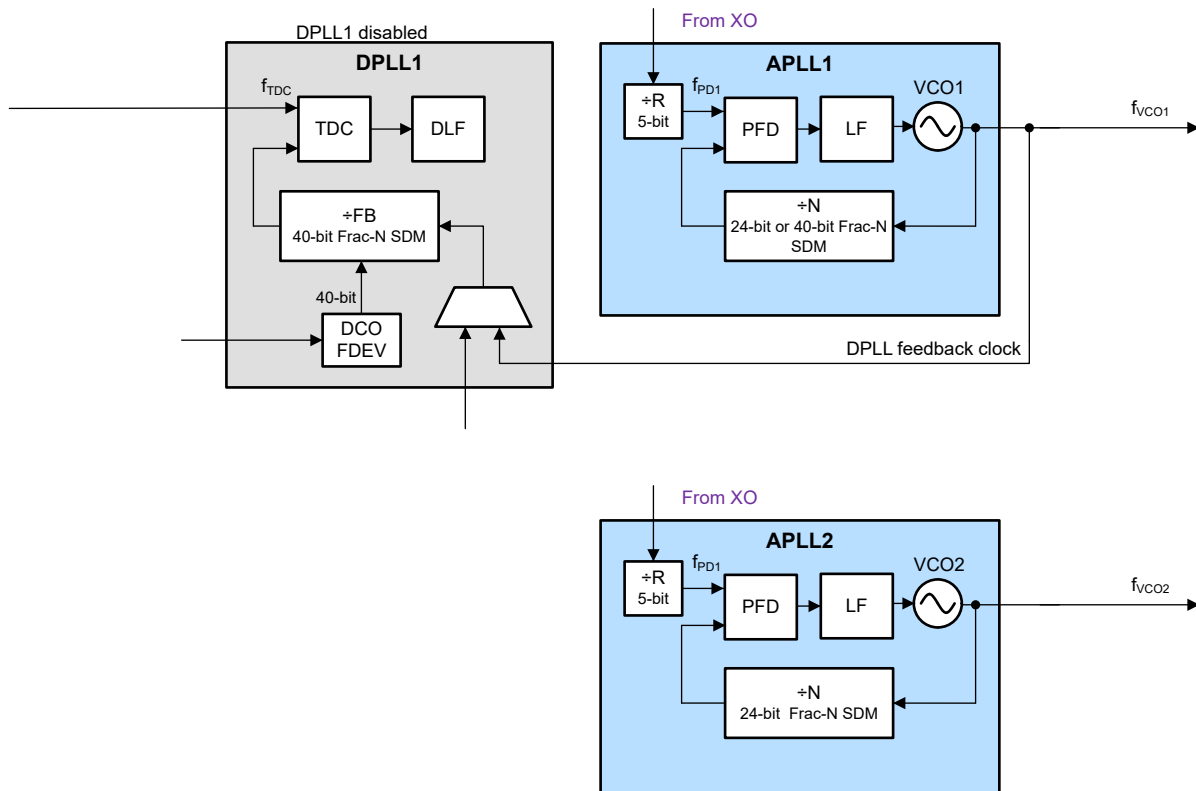 DPLL1 disabled
DPLL1
fTDC
TDC
DLF
÷FB
40-bit Frac-N SDM
40-bit
DCO
FDEV
From XO
APLL1
÷R
5-bit
fPD1
PFD
LF
VCO1
fVCO1
÷N
24-bit or 40-bit Frac-N
SDM
DPLL feedback clock
From XO
APLL2
÷R
5-bit
fPD1
PFD
LF
VCO2
fVCO2
÷N
24-bit Frac-N SDM